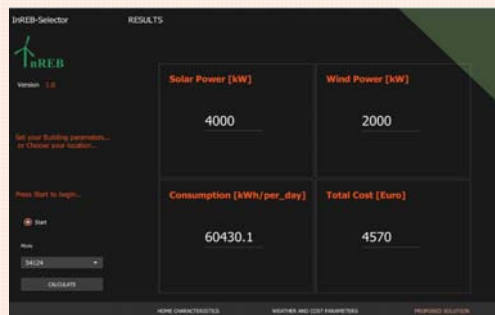 InREB-Selector
RESULTS
InREB
Version 1.0
Set your Building parameters...
or Choose your location...
Press Start to begin...
Start
Mode
54124
CALCULATE
Solar Power [kW]
4000
Wind Power [kW]
2000
Consumption [kWh/per_day]
60430.1
Total Cost [Euro]
4570
HOME CHARACTERISTICS
WEATHER AND COST PARAMETERS
PROPOSED SOLUTION